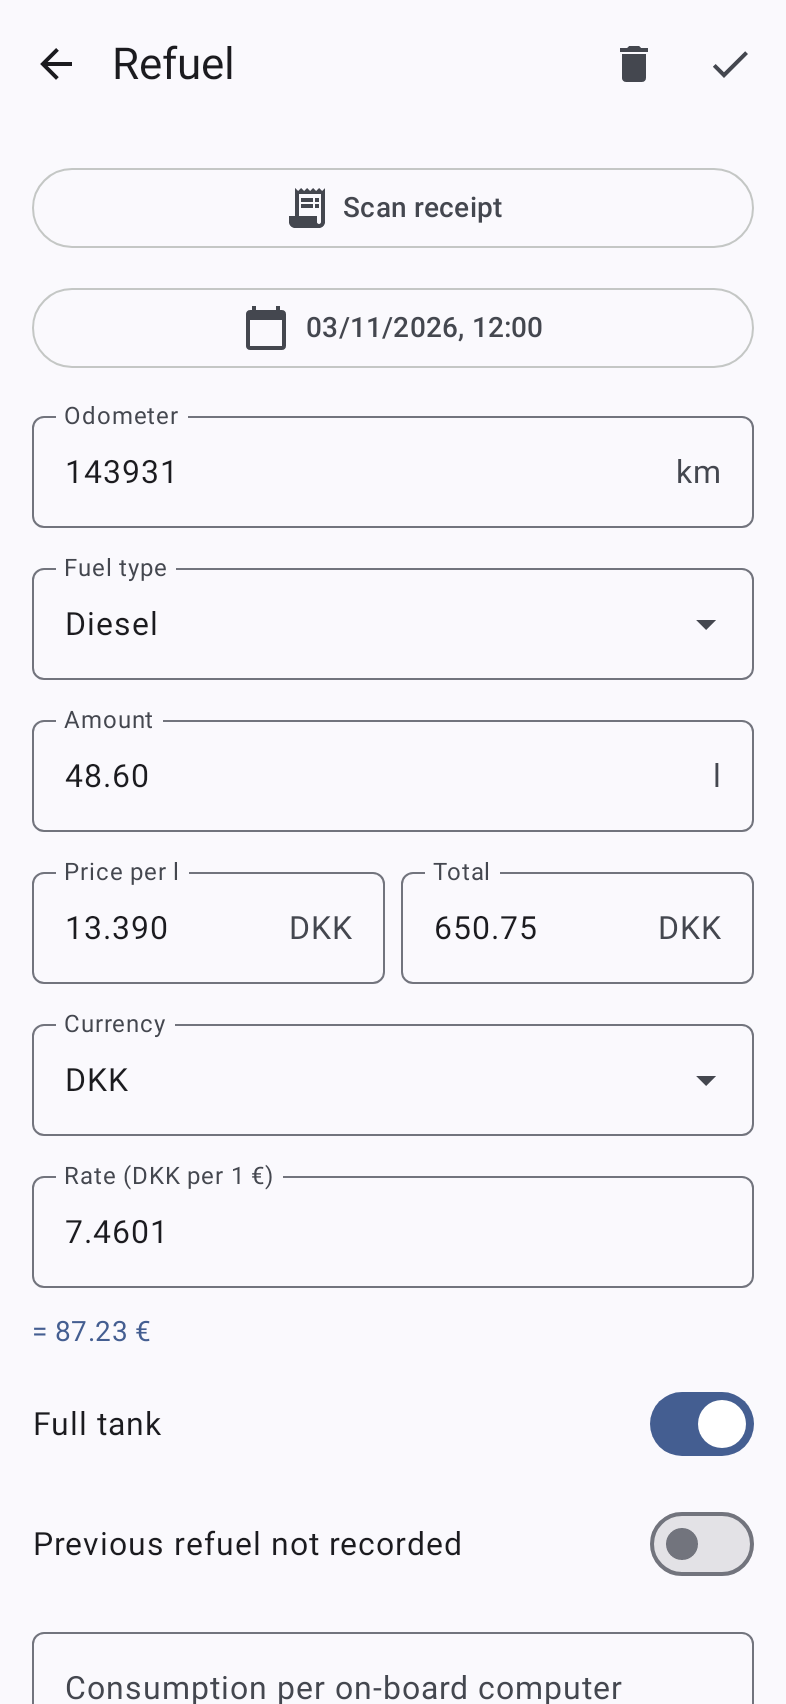 Refuel
Scan receipt
03/11/2026, 12:00
Odometer
143931 km
Fuel type
Diesel
Amount
48.60 l
Price per l
13.390 DKK
Total
650.75 DKK
Currency
DKK
Rate (DKK per 1 €)
7.4601
= 87.23 €
Full tank
Previous refuel not recorded
Consumption per on-board computer